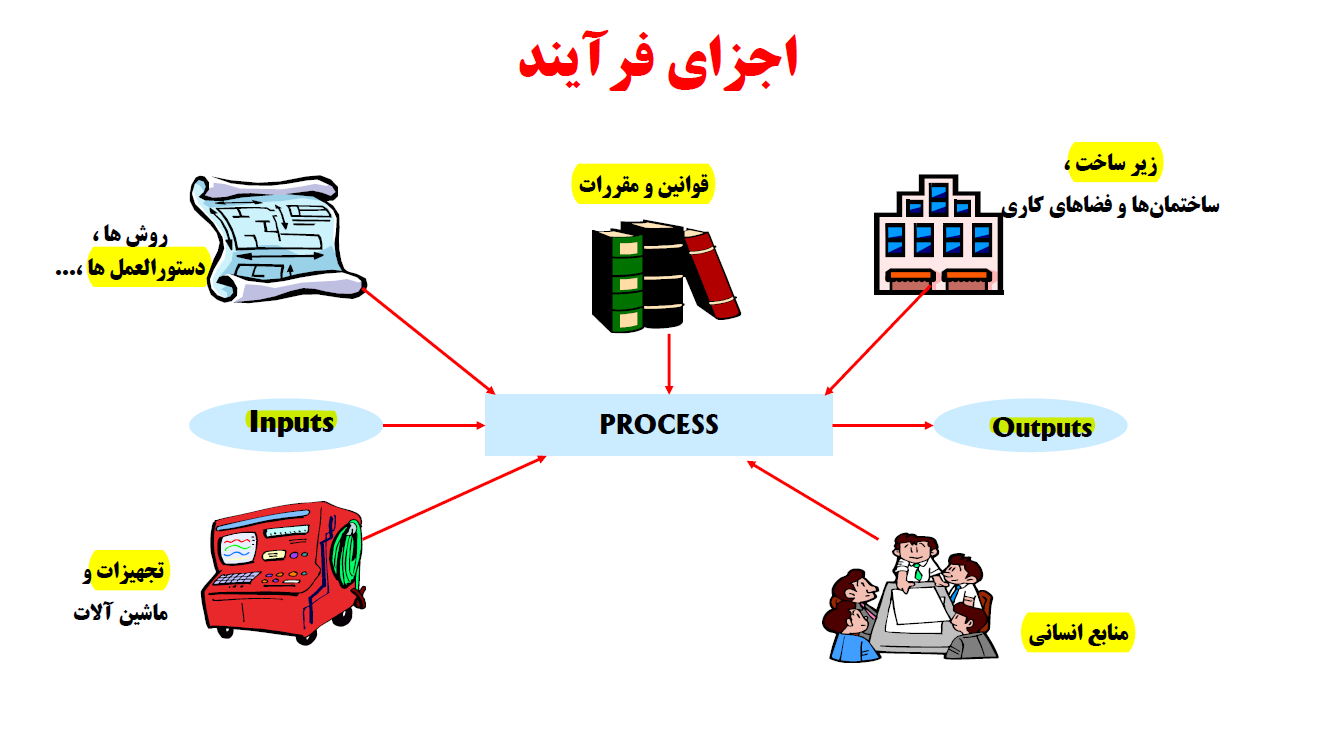 اجزای فرآیند
زیر ساخت ،
ساختمان‌ها و فضاهای کاری
قوانین و مقررات
روش ها ،
دستورالعمل ها ،...
Inputs
PROCESS
Outputs
تجهیزات و
ماشین آلات
منابع انسانی